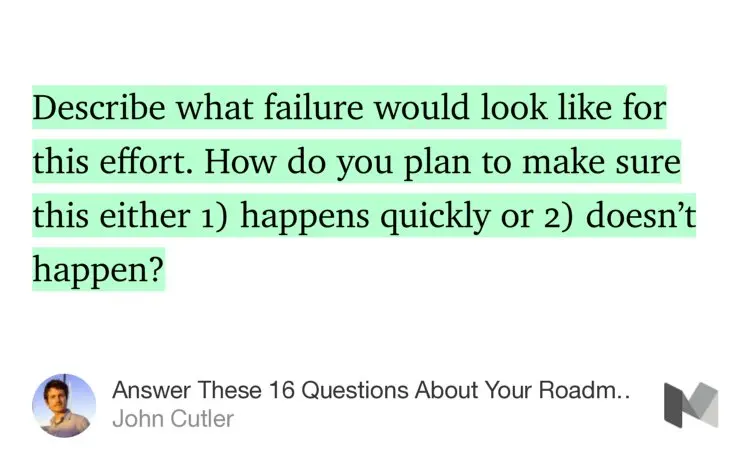 Describe what failure would look like for
this effort. How do you plan to make sure
this either 1) happens quickly or 2) doesn’t
happen?
Answer These 16 Questions About Your Roadm..
John Cutler